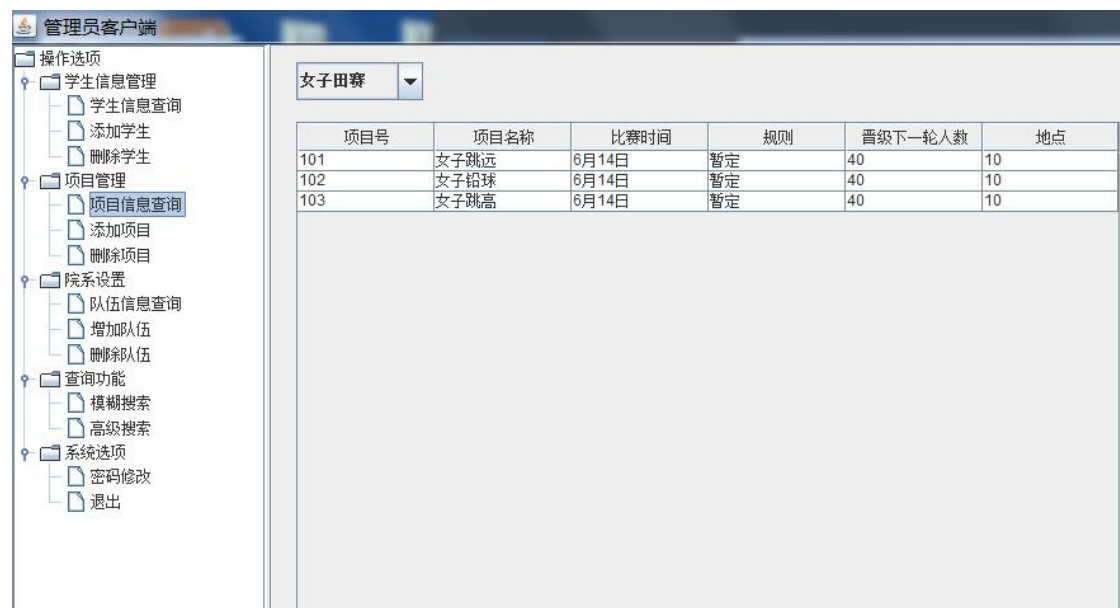 管理员客户端
操作选项
学生信息管理
学生信息查询
添加学生
删除学生
项目管理
项目信息查询
添加项目
删除项目
院系设置
队伍信息查询
增加队伍
删除队伍
查询功能
模糊搜索
高级搜索
系统选项
密码修改
退出
女子田赛
项目号 项目名称 比赛时间 规则 晋级下一轮人数 地点
101 女子跳远 6月14日 暂定 40 10
102 女子铅球 6月14日 暂定 40 10
103 女子跳高 6月14日 暂定 40 10